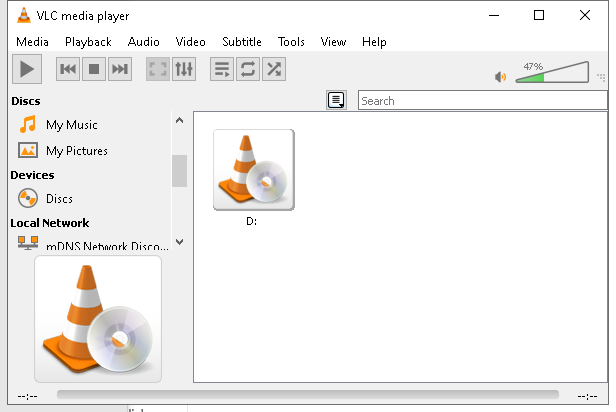 VLC media player
Media Playback Audio Video Subtitle Tools View Help
47%
Discs
Search
My Music
My Pictures
Devices
Discs
Local Network
mDNS Network Disco...
D:
--:-- --:--